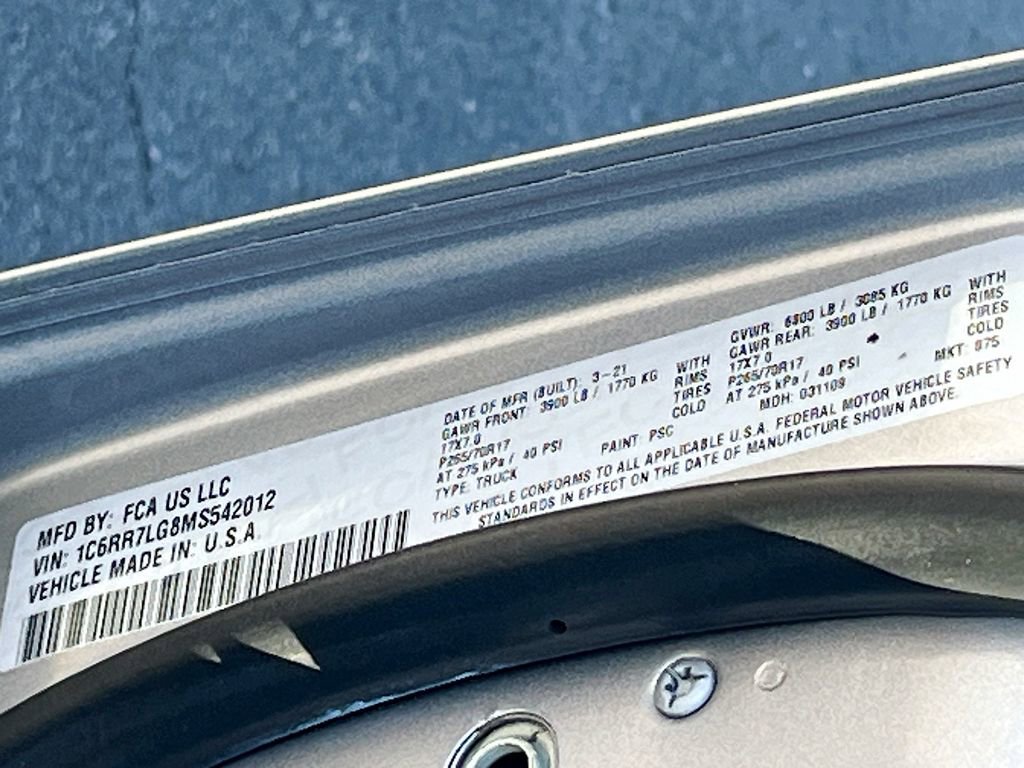 MFD BY: FCA US LLC
VIN: 1C6RR7LG8MS542012
VEHICLE MADE IN: U.S.A.
DATE OF MFR (BUILT): 3-21
GAWR FRONT: 3900 LB / 1770 KG WITH
17X7.0 RIMS
P265/70R17 TIRES
AT 275 kPa / 40 PSI COLD
TYPE: TRUCK PAINT: PSC
GVWR: 6800 LB / 3085 KG
GAWR REAR: 3900 LB / 1770 KG WITH
17X7.0 RIMS
P265/70R17 TIRES
AT 275 kPa / 40 PSI COLD
MDH: 031109 MKT: 875
THIS VEHICLE CONFORMS TO ALL APPLICABLE U.S.A. FEDERAL MOTOR VEHICLE SAFETY
STANDARDS IN EFFECT ON THE DATE OF MANUFACTURE SHOWN ABOVE.